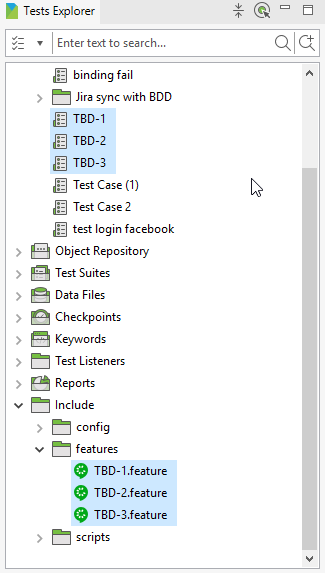 Tests Explorer
Enter text to search...
binding fail
Jira sync with BDD
TBD-1
TBD-2
TBD-3
Test Case (1)
Test Case 2
test login facebook
Object Repository
Test Suites
Data Files
Checkpoints
Keywords
Test Listeners
Reports
Include
config
features
TBD-1.feature
TBD-2.feature
TBD-3.feature
scripts